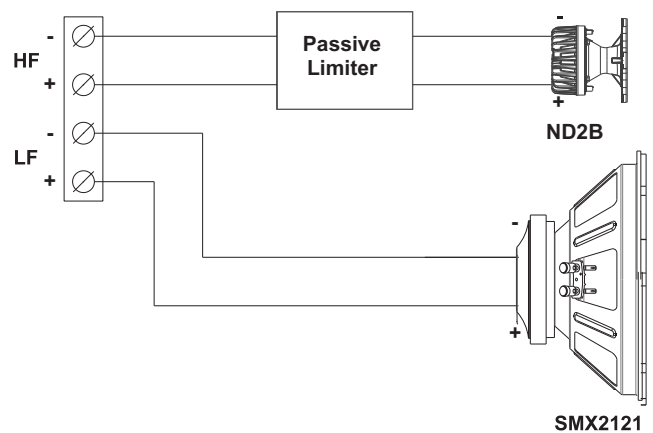 -
HF
+
-
LF
+
Passive
Limiter
-
+
ND2B
-
+
SMX2121